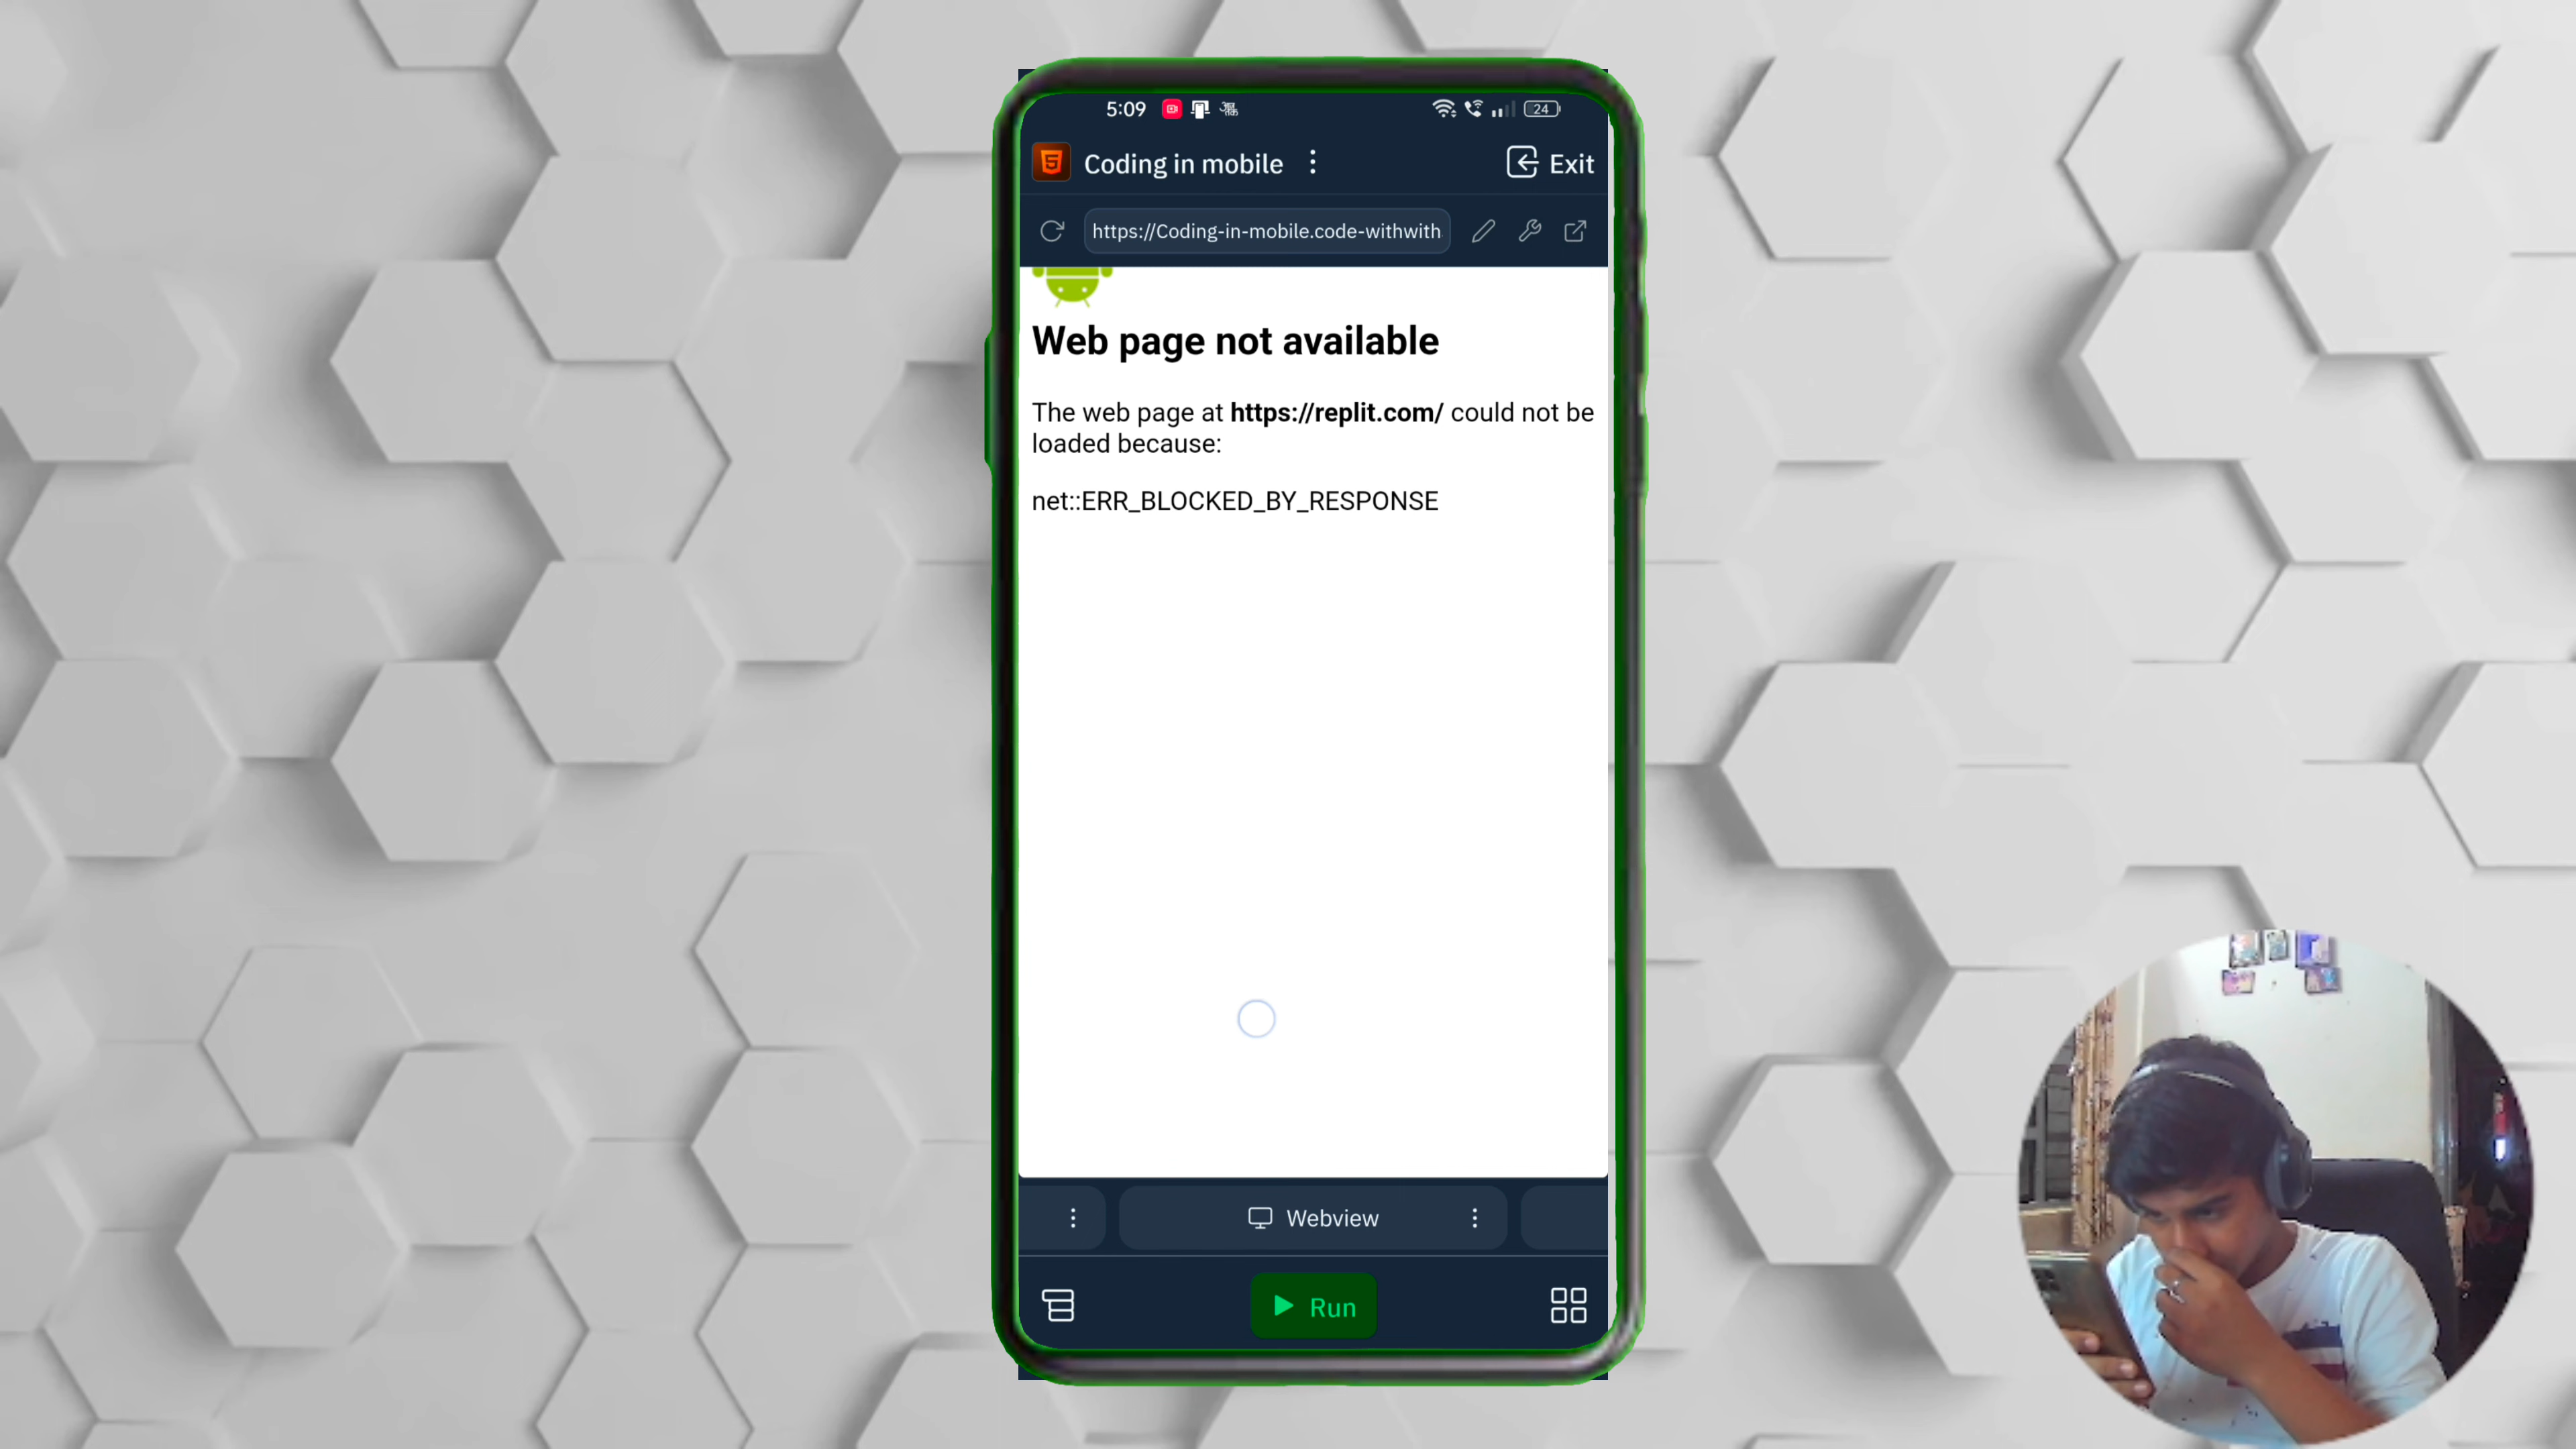 5:09
24
Coding in mobile
Exit
https://Coding-in-mobile.code-withwith
Web page not available
The web page at https://replit.com/ could not be
loaded because:
net::ERR_BLOCKED_BY_RESPONSE
Webview
Run